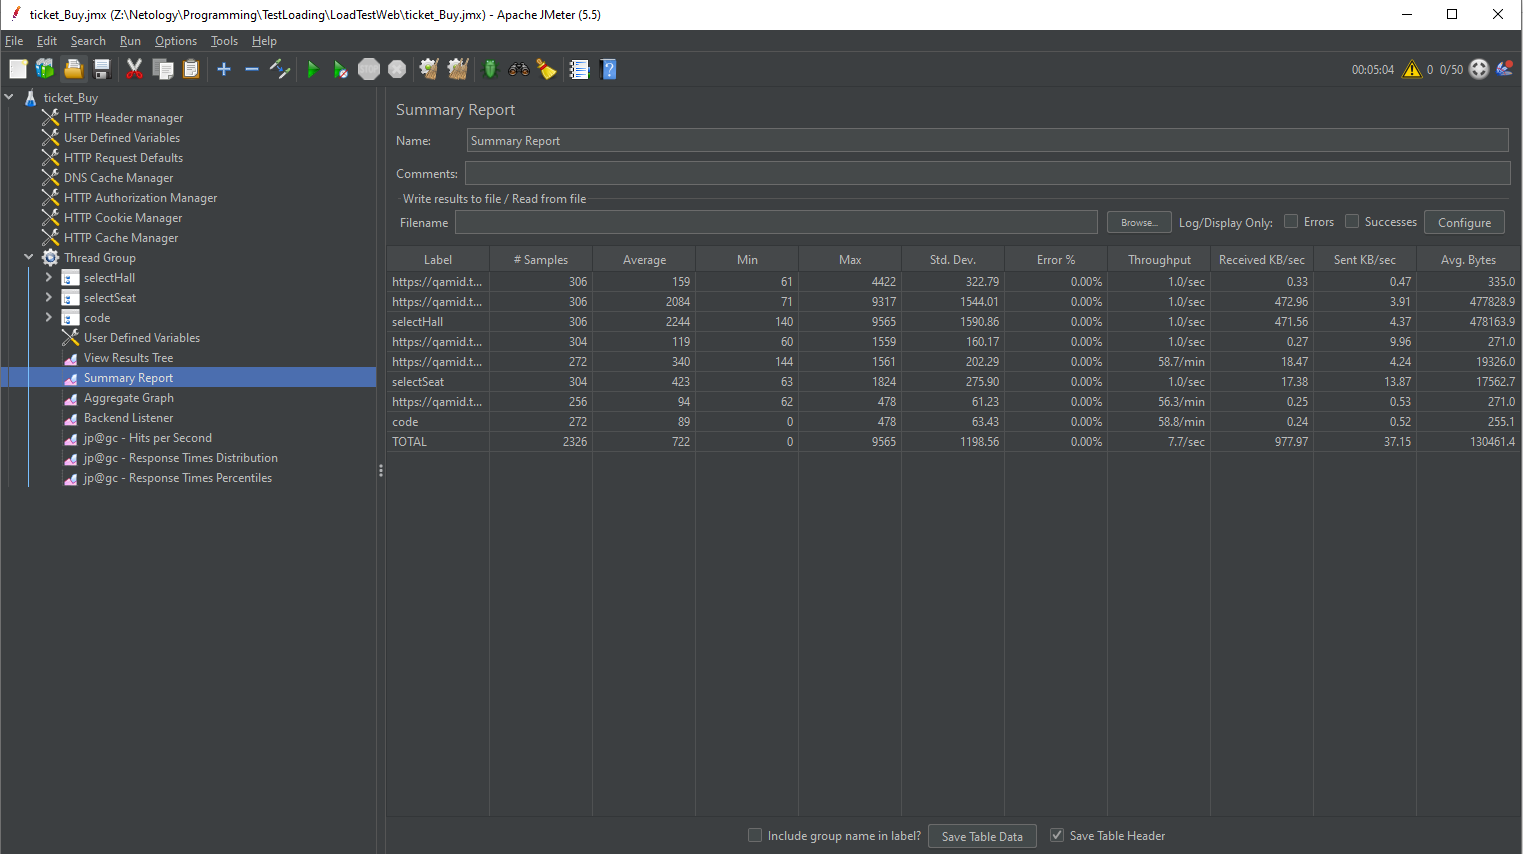 ticket_Buy.jmx (Z:\Netology\Programming\TestLoading\LoadTestWeb\ticket_Buy.jmx) - Apache JMeter (5.5)
File Edit Search Run Options Tools Help
STOP 00:05:04 0 0/50
ticket_Buy
HTTP Header manager
User Defined Variables
HTTP Request Defaults
DNS Cache Manager
HTTP Authorization Manager
HTTP Cookie Manager
HTTP Cache Manager
Thread Group
selectHall
selectSeat
code
User Defined Variables
View Results Tree
Summary Report
Aggregate Graph
Backend Listener
jp@gc - Hits per Second
jp@gc - Response Times Distribution
jp@gc - Response Times Percentiles
Summary Report
Name: Summary Report
Comments:
Write results to file / Read from file
Filename Browse... Log/Display Only: Errors Successes Configure
Label # Samples Average Min Max Std. Dev. Error % Throughput Received KB/sec Sent KB/sec Avg. Bytes
https://qamid.t... 306 159 61 4422 322.79 0.00% 1.0/sec 0.33 0.47 335.0
https://qamid.t... 306 2084 71 9317 1544.01 0.00% 1.0/sec 472.96 3.91 477828.9
selectHall 306 2244 140 9565 1590.86 0.00% 1.0/sec 471.56 4.37 478163.9
https://qamid.t... 304 119 60 1559 160.17 0.00% 1.0/sec 0.27 9.96 271.0
https://qamid.t... 272 340 144 1561 202.29 0.00% 58.7/min 18.47 4.24 19326.0
selectSeat 304 423 63 1824 275.90 0.00% 1.0/sec 17.38 13.87 17562.7
https://qamid.t... 256 94 62 478 61.23 0.00% 56.3/min 0.25 0.53 271.0
code 272 89 0 478 63.43 0.00% 58.8/min 0.24 0.52 255.1
TOTAL 2326 722 0 9565 1198.56 0.00% 7.7/sec 977.97 37.15 130461.4
Include group name in label? Save Table Data Save Table Header